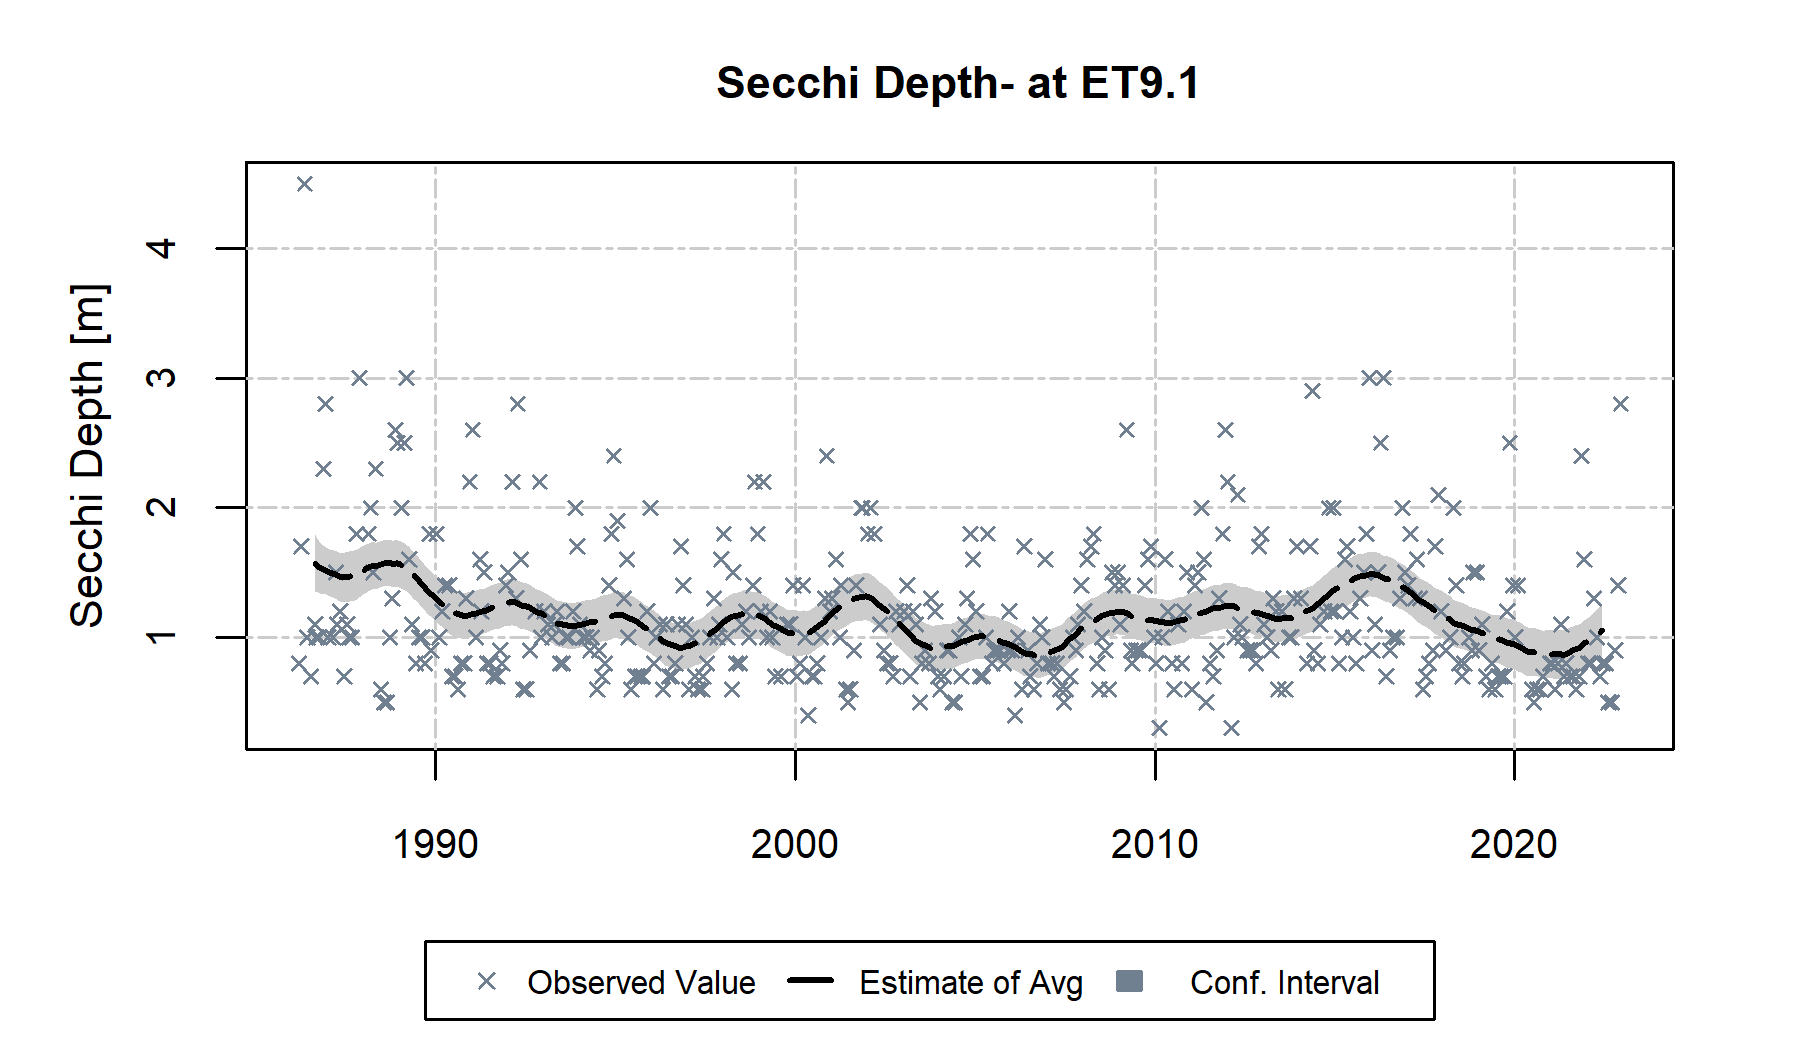 Secchi Depth- at ET9.1
Secchi Depth [m]
4
3
2
1
1990 2000 2010 2020
Observed Value Estimate of Avg Conf. Interval